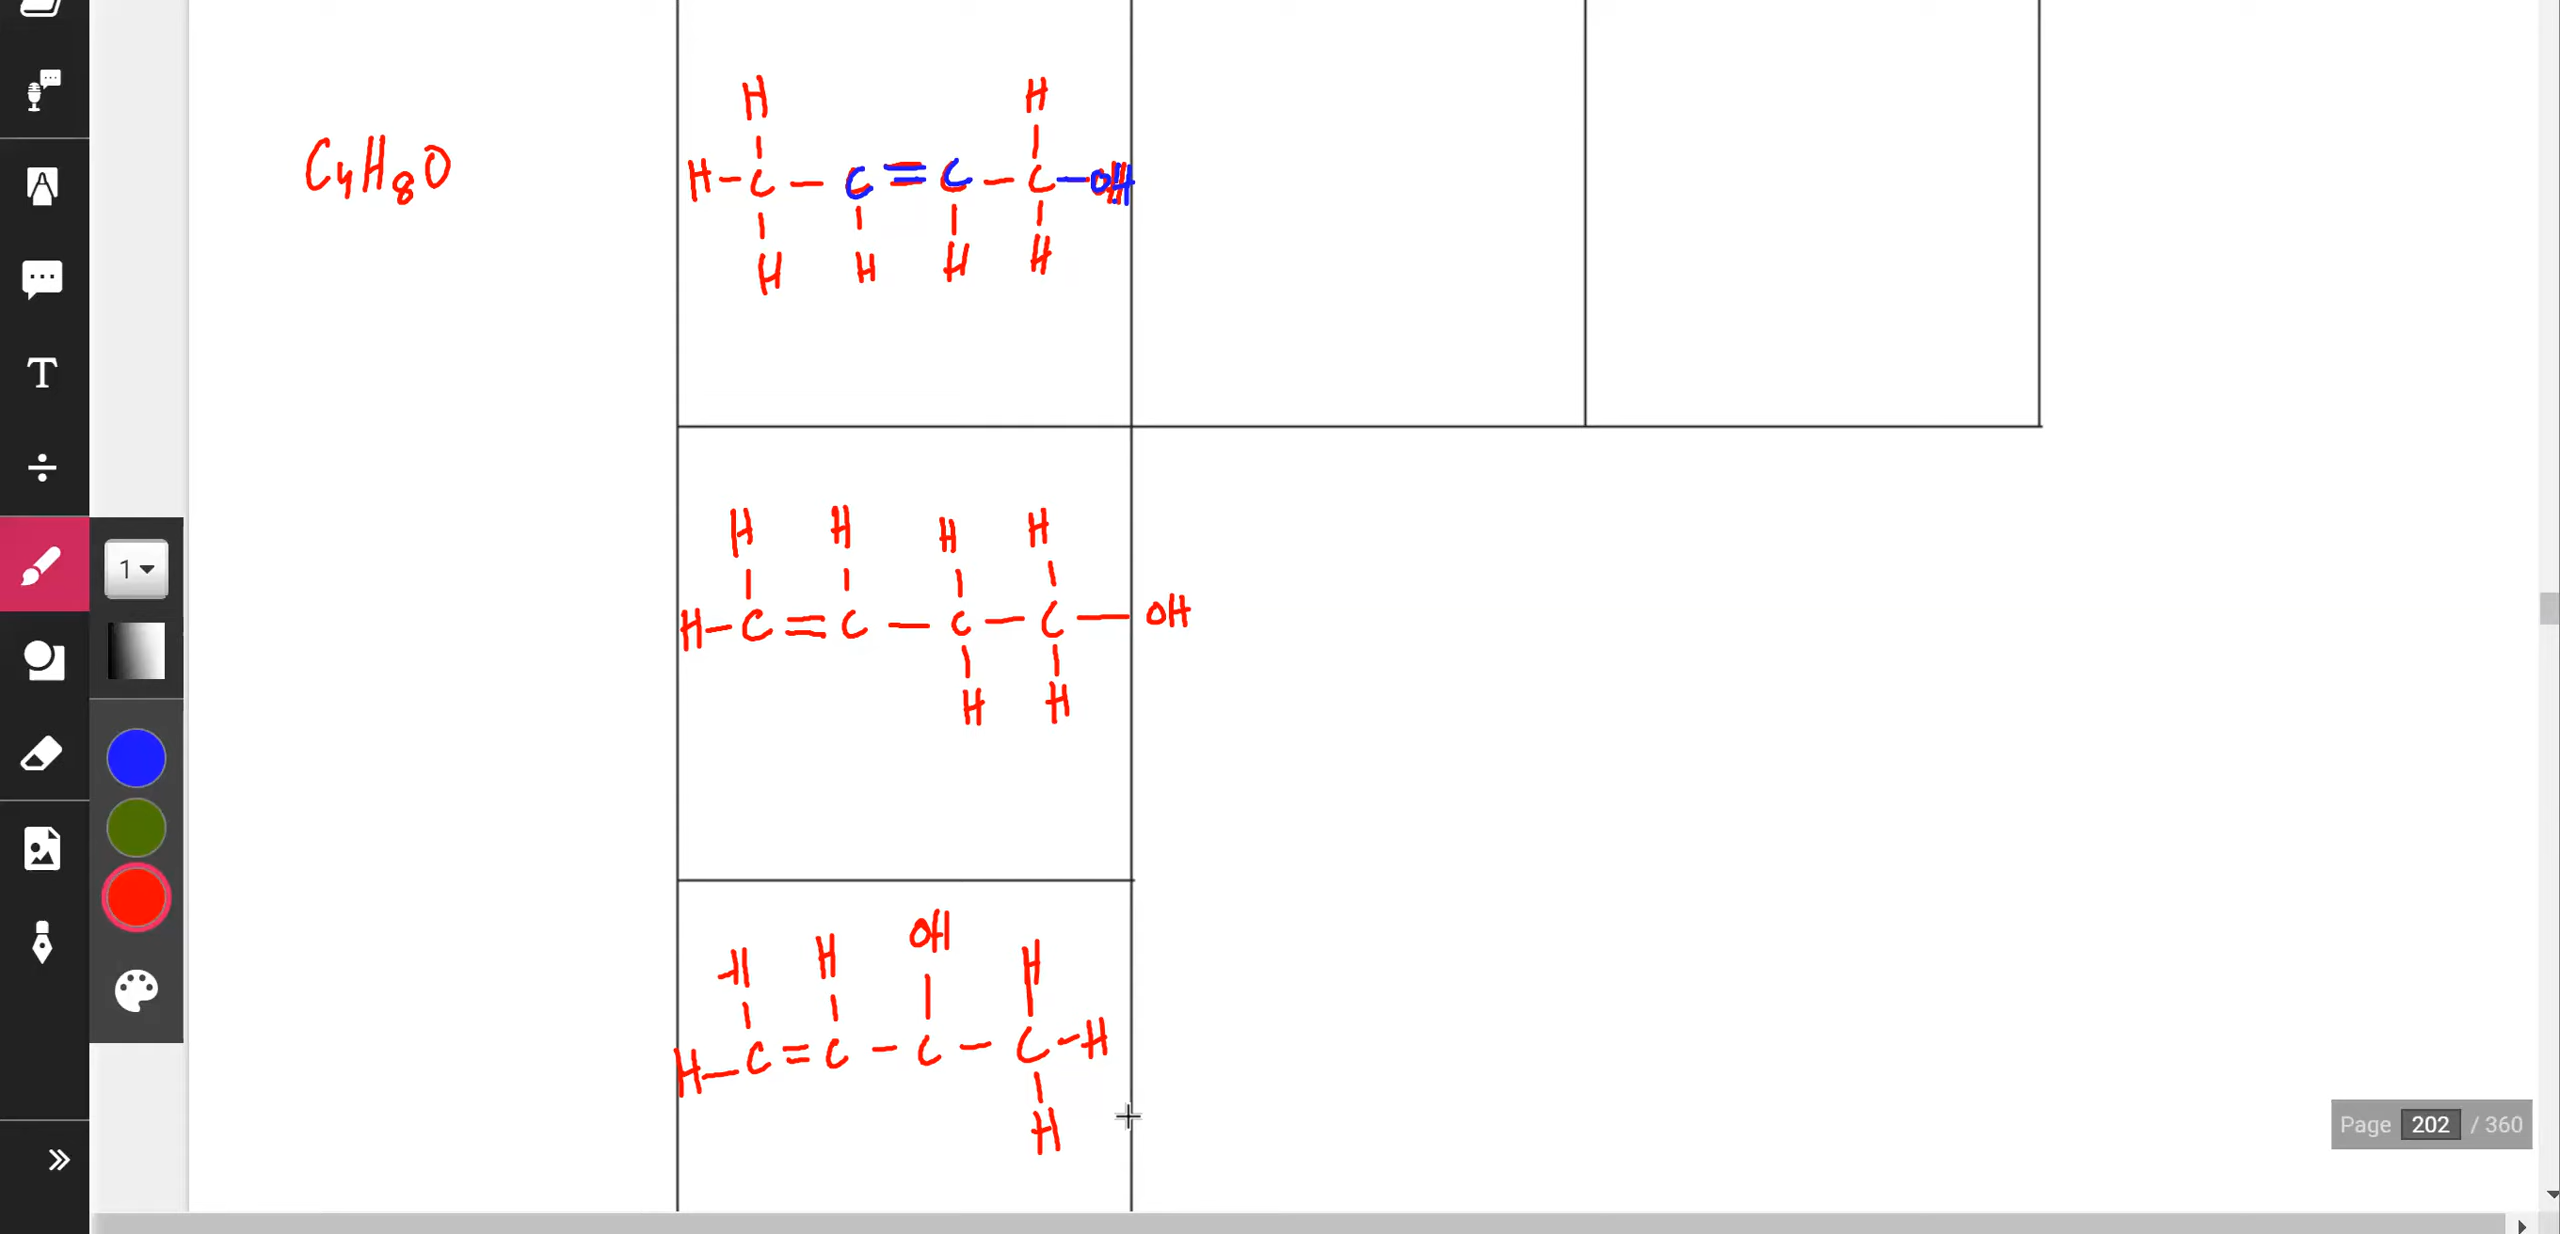 C4H8O
H H
H-C-C=C-C-OH
H H H H
H H H H
H-C=C-C-C-OH
H H
H H OH H
H-C=C-C-C-H
H
T
÷
1
Page 202 / 360